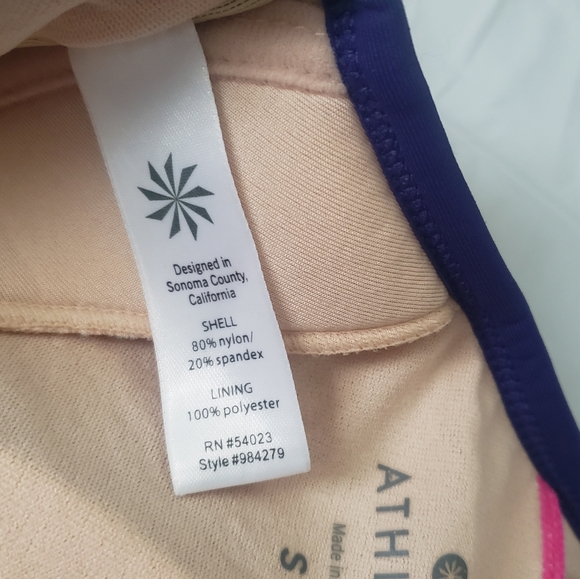 Designed in
Sonoma County,
California
SHELL
80% nylon/
20% spandex
LINING
100% polyester
RN #54023
Style #984279
ATH
Made in
S